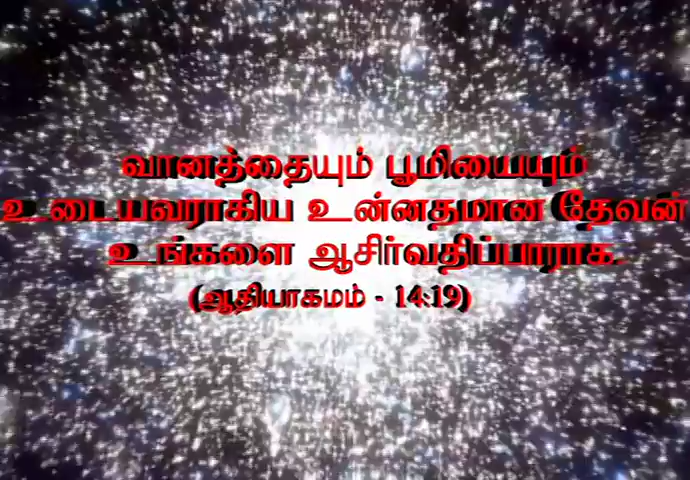 வானத்தையும் பூமியையும்
உடையவராகிய உன்னதமான தேவன்
உங்களை ஆசிர்வதிப்பாராக.
(ஆதியாகமம் - 14:19)